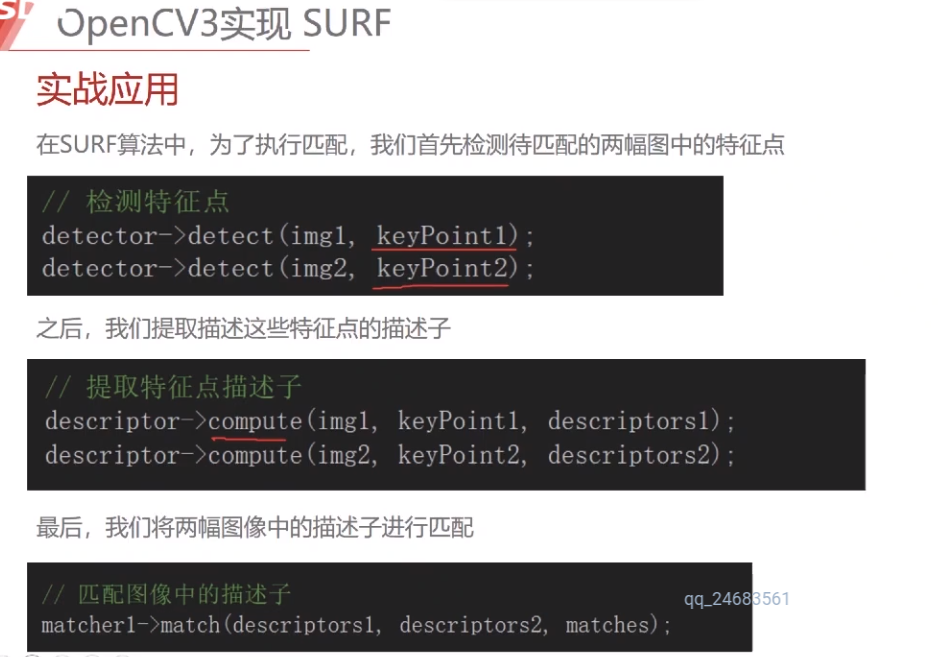 OpenCV3实现 SURF
实战应用
在SURF算法中，为了执行匹配，我们首先检测待匹配的两幅图中的特征点
// 检测特征点
detector->detect(img1, keyPoint1);
detector->detect(img2, keyPoint2);
之后，我们提取描述这些特征点的描述子
// 提取特征点描述子
descriptor->compute(img1, keyPoint1, descriptors1);
descriptor->compute(img2, keyPoint2, descriptors2);
最后，我们将两幅图像中的描述子进行匹配
// 匹配图像中的描述子
qq_24683561
matcher1->match(descriptors1, descriptors2, matches);